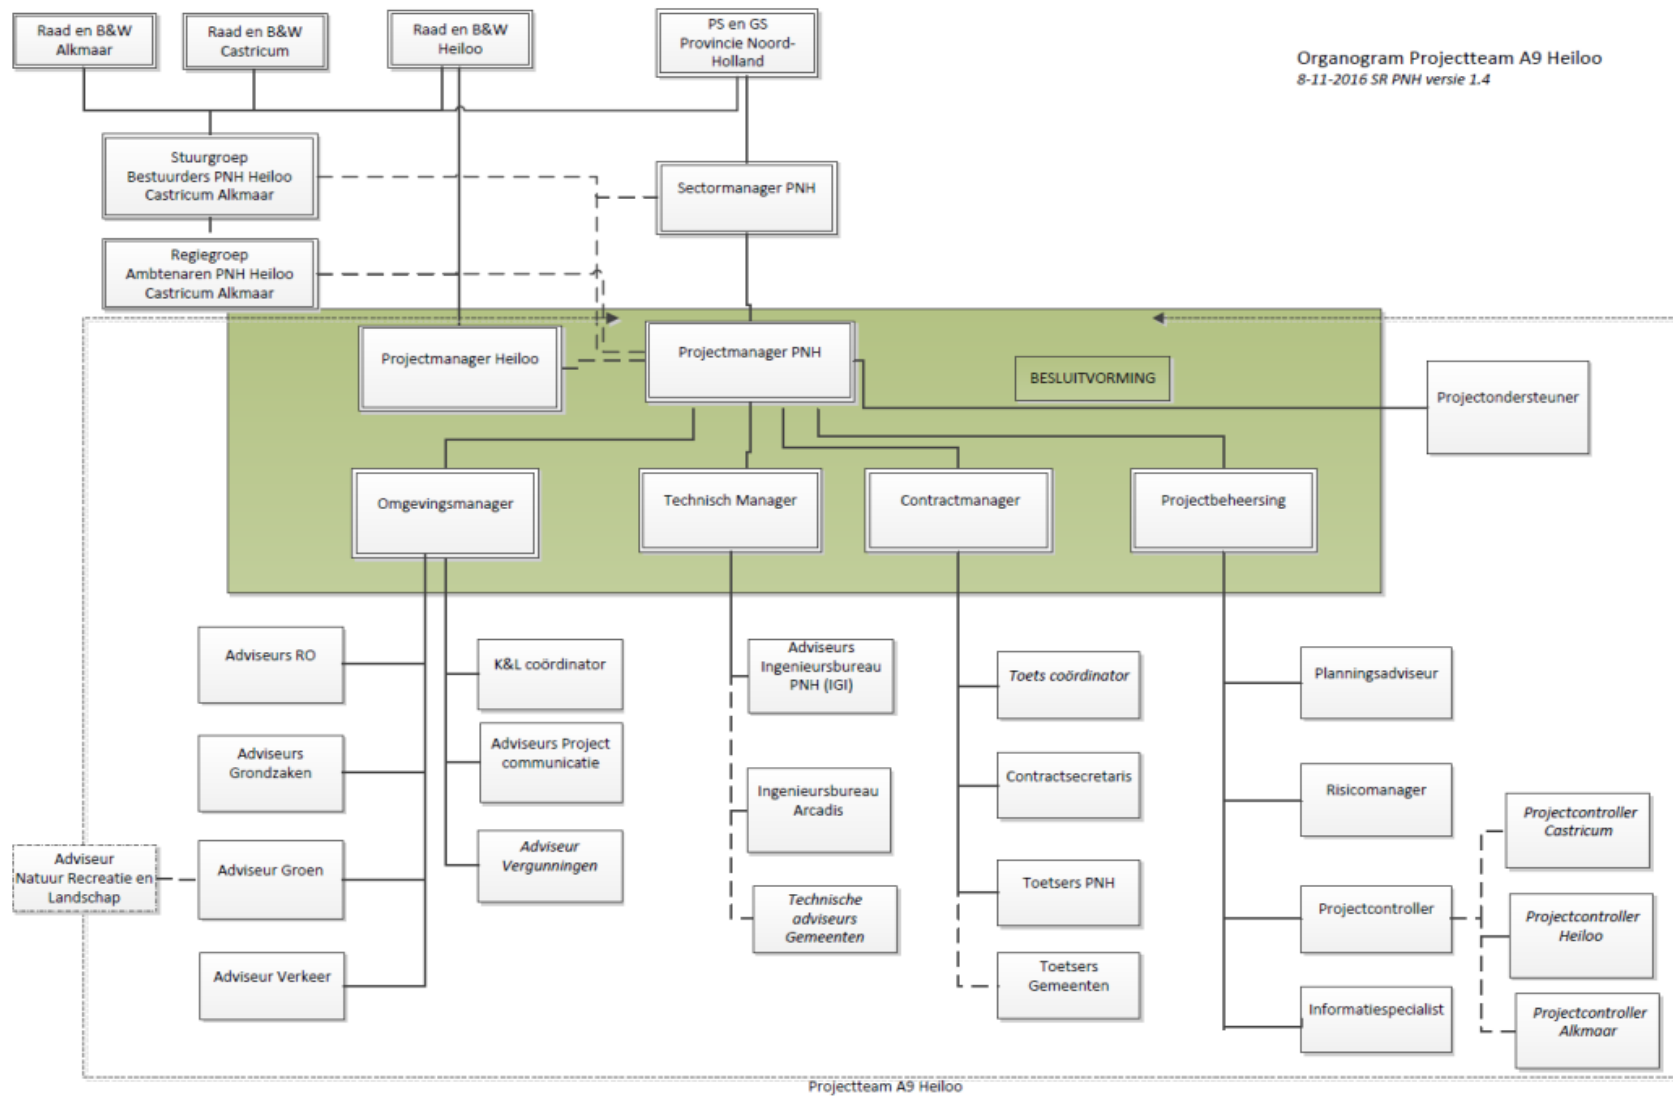 Raad en B&W
Alkmaar
Raad en B&W
Castricum
Raad en B&W
Heiloo
PS en GS
Provincie Noord-
Holland
Organogram Projectteam A9 Heiloo
8-11-2016 SR PNH versie 1.4
Stuurgroep
Bestuurders PNH Heiloo
Castricum Alkmaar
Sectormanager PNH
Regiegroep
Ambtenaren PNH Heiloo
Castricum Alkmaar
Projectmanager Heiloo
Projectmanager PNH
BESLUITVORMING
Projectondersteuner
Omgevingsmanager
Technisch Manager
Contractmanager
Projectbeheersing
Adviseurs RO
K&L coördinator
Adviseurs
Ingenieursbureau
PNH (IGI)
Toets coördinator
Planningsadviseur
Adviseurs
Grondzaken
Adviseurs Project
communicatie
Ingenieursbureau
Arcadis
Contractsecretaris
Risicomanager
Projectcontroller
Castricum
Adviseur
Natuur Recreatie en
Landschap
Adviseur Groen
Adviseur
Vergunningen
Technische
adviseurs
Gemeenten
Toetsers PNH
Projectcontroller
Projectcontroller
Heiloo
Adviseur Verkeer
Toetsers
Gemeenten
Informatiespecialist
Projectcontroller
Alkmaar
Projectteam A9 Heiloo